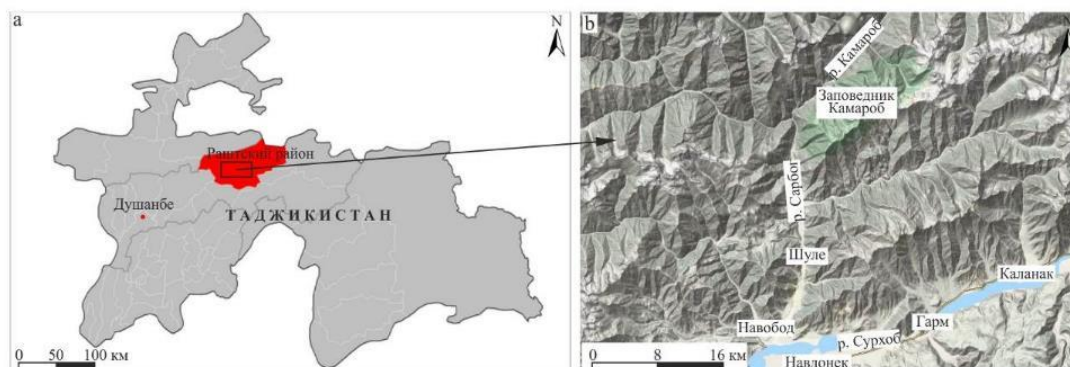 a
N
Раштский район
Душанбе
ТАДЖИКИСТАН
0 50 100 км
b
N
р. Камароб
Заповедник
Камароб
р. Сарбог
Шуле
Каланак
Гарм
Навобод
р. Сурхоб
Навдонек
0 8 16 км